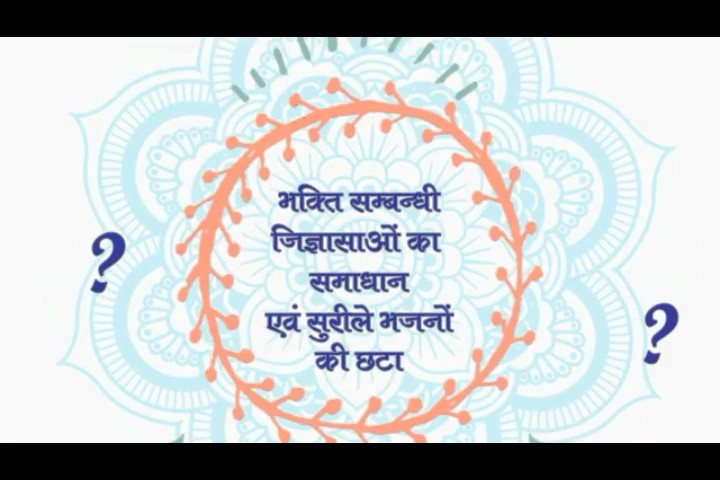 भक्ति सम्बन्धी
जिज्ञासाओं का
समाधान
एवं सुरीले भजनों
की छटा
?
?